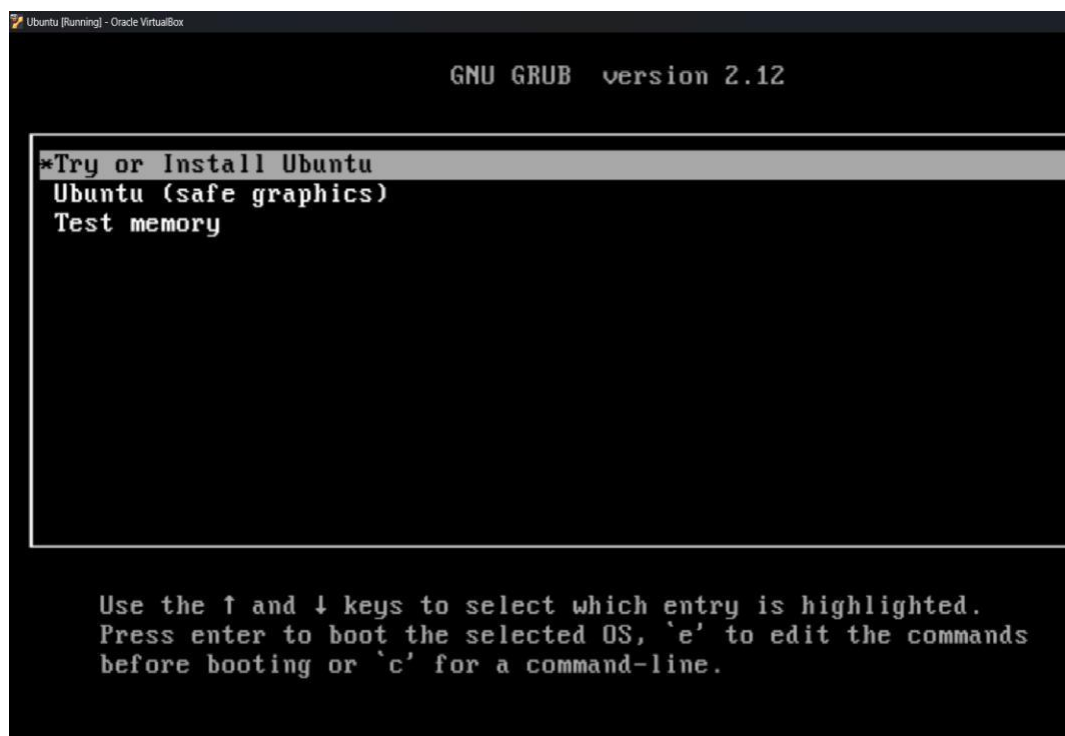 Ubuntu [Running] - Oracle VirtualBox
GNU GRUB version 2.12
*Try or Install Ubuntu
Ubuntu (safe graphics)
Test memory
Use the ↑ and ↓ keys to select which entry is highlighted.
Press enter to boot the selected OS, `e' to edit the commands
before booting or `c' for a command-line.